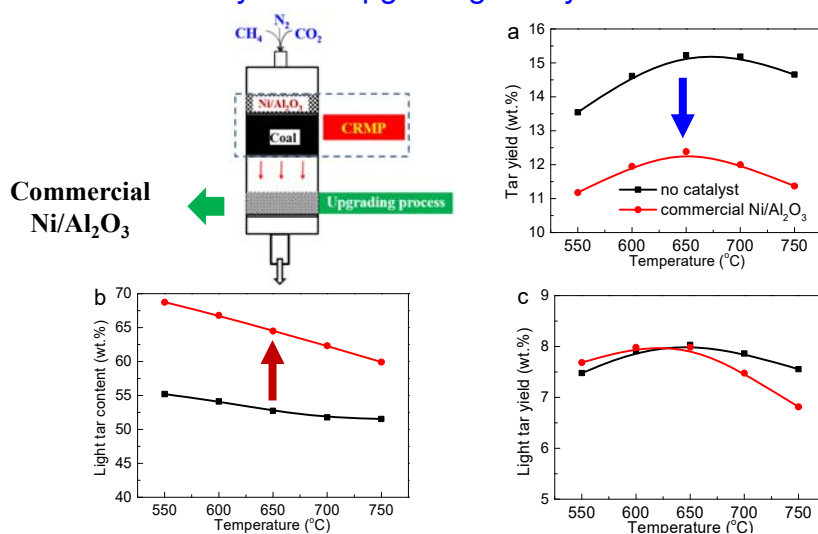 N₂
CH₄ CO₂
Ni/Al₂O₃
Coal
CRMP
Upgrading process
Commercial
Ni/Al₂O₃
a
Tar yield (wt.%)
16
15
14
13
12
11
10
no catalyst
commercial Ni/Al₂O₃
550 600 650 700 750
Temperature (°C)
b
Light tar content (wt.%)
70
65
60
55
50
45
40
550 600 650 700 750
Temperature (°C)
c
Light tar yield (wt.%)
9
8
7
6
5
550 600 650 700 750
Temperature (°C)